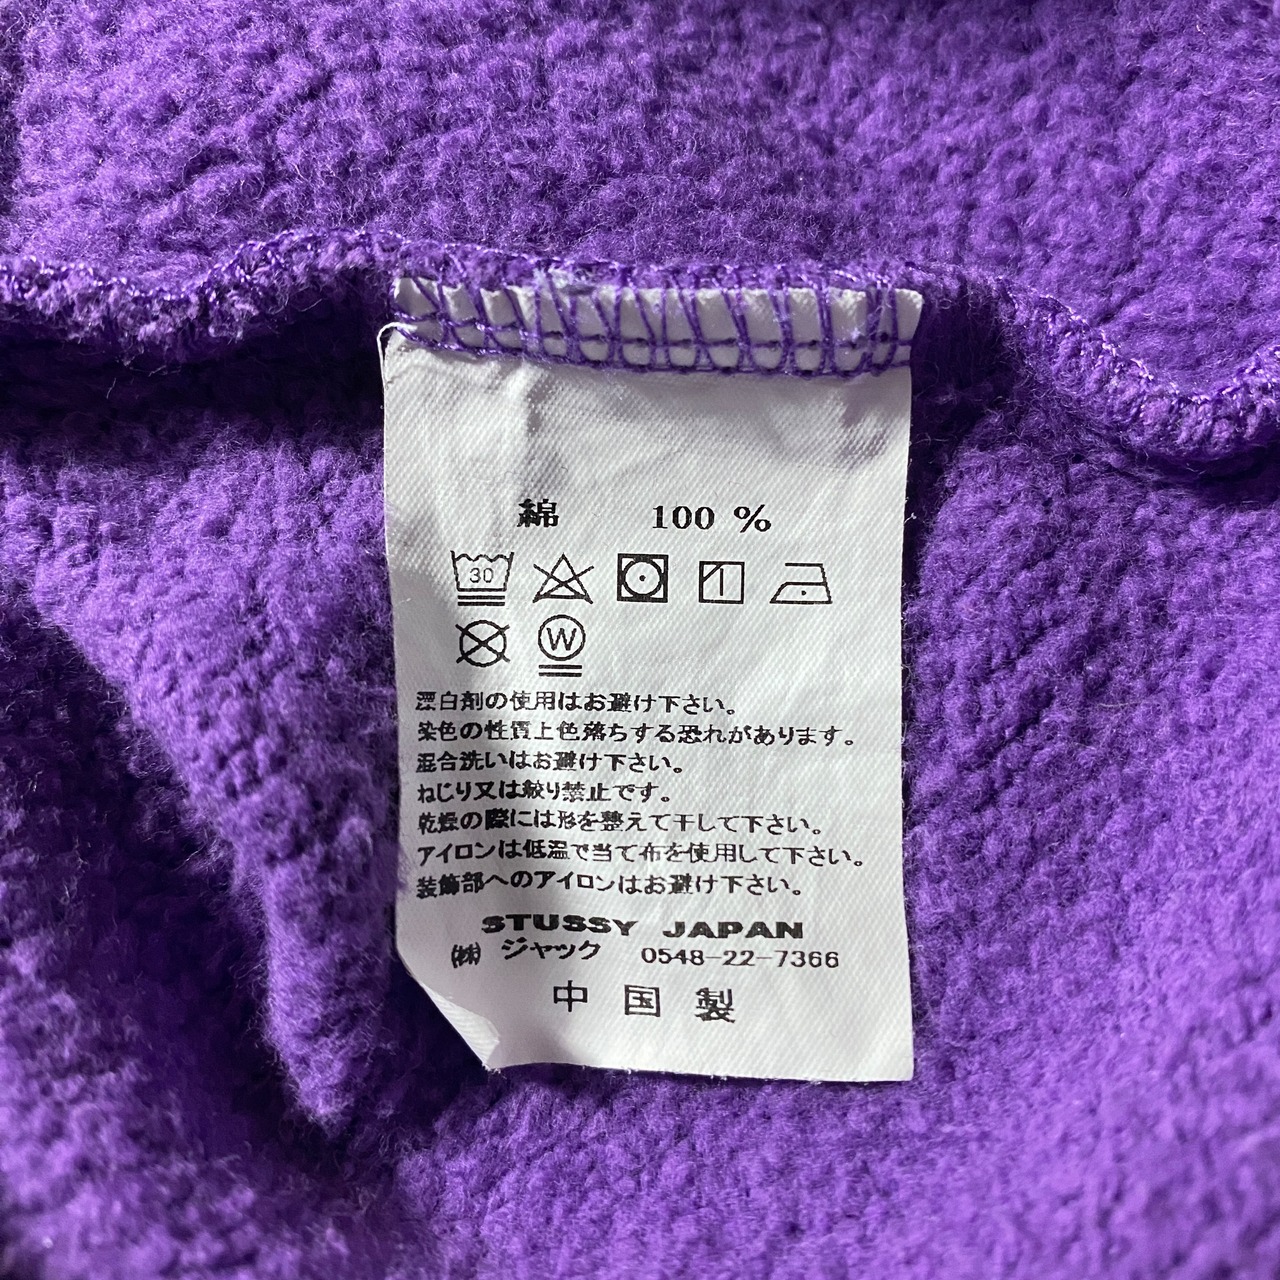 綿 100 %
30
W
漂白剤の使用はお避け下さい。
染色の性質上色落ちする恐れがあります。
混合洗いはお避け下さい。
ねじり又は絞り禁止です。
乾燥の際には形を整えて干して下さい。
アイロンは低温で当て布を使用して下さい。
装飾部へのアイロンはお避け下さい。
STUSSY JAPAN
㈱ ジャック 0548-22-7366
中国製